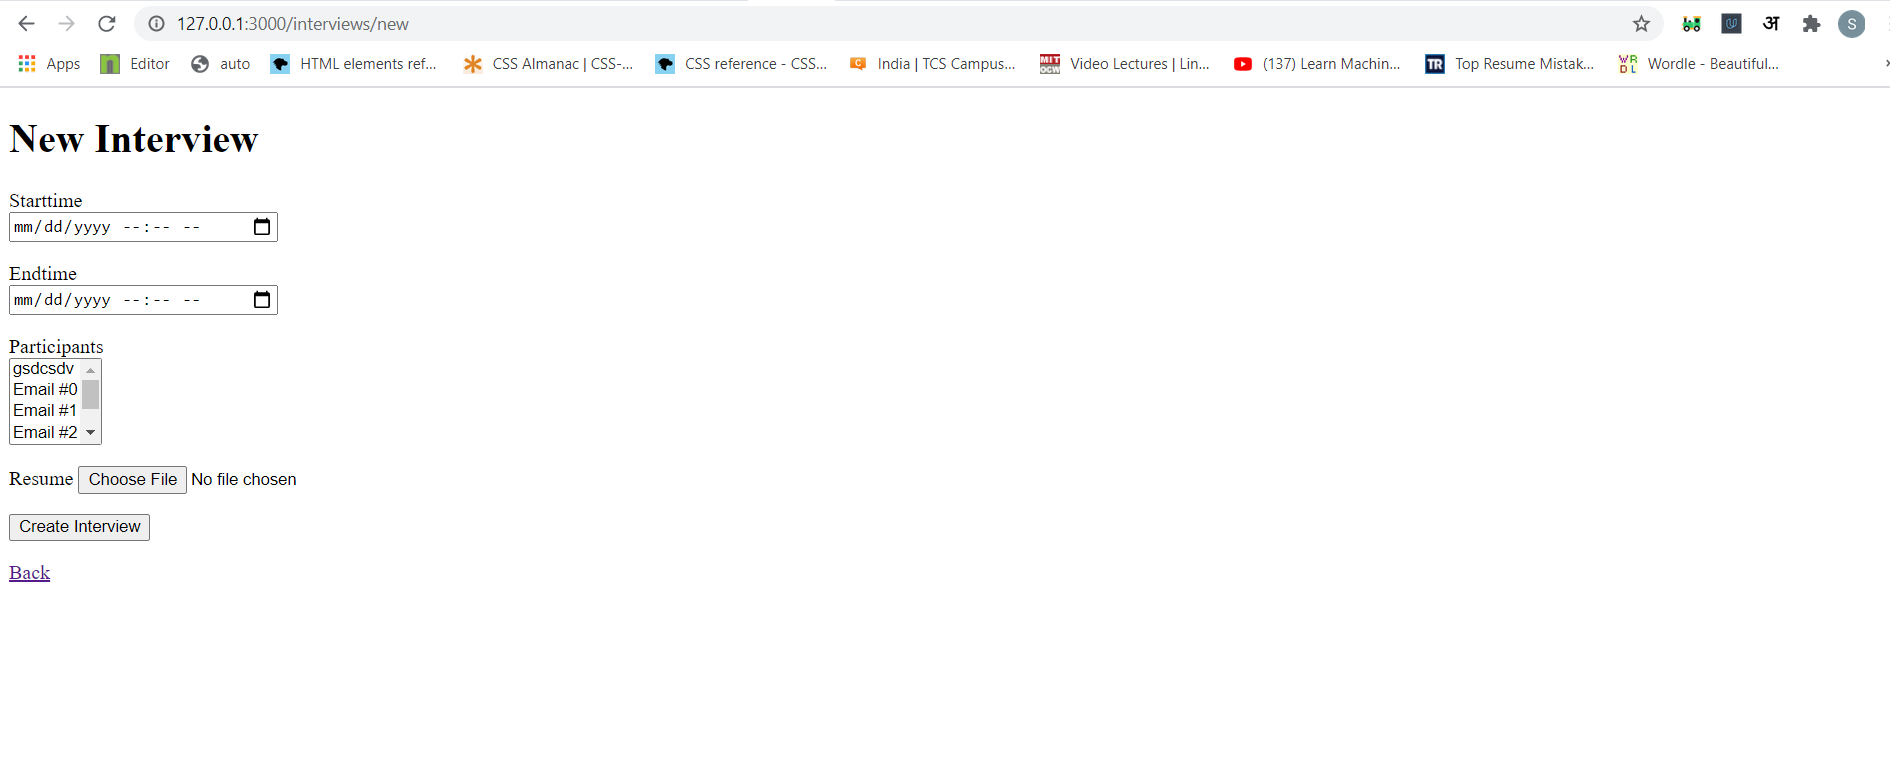 127.0.0.1:3000/interviews/new अ S
Apps Editor auto HTML elements ref... CSS Almanac | CSS-... CSS reference - CSS... C India | TCS Campus... MIT OCW Video Lectures | Lin... (137) Learn Machin... TR Top Resume Mistak... W R D L Wordle - Beautiful...
New Interview
Starttime
mm/dd/yyyy --:-- --
Endtime
mm/dd/yyyy --:-- --
Participants
gsdcsdv
Email #0
Email #1
Email #2
Resume Choose File No file chosen
Create Interview
Back